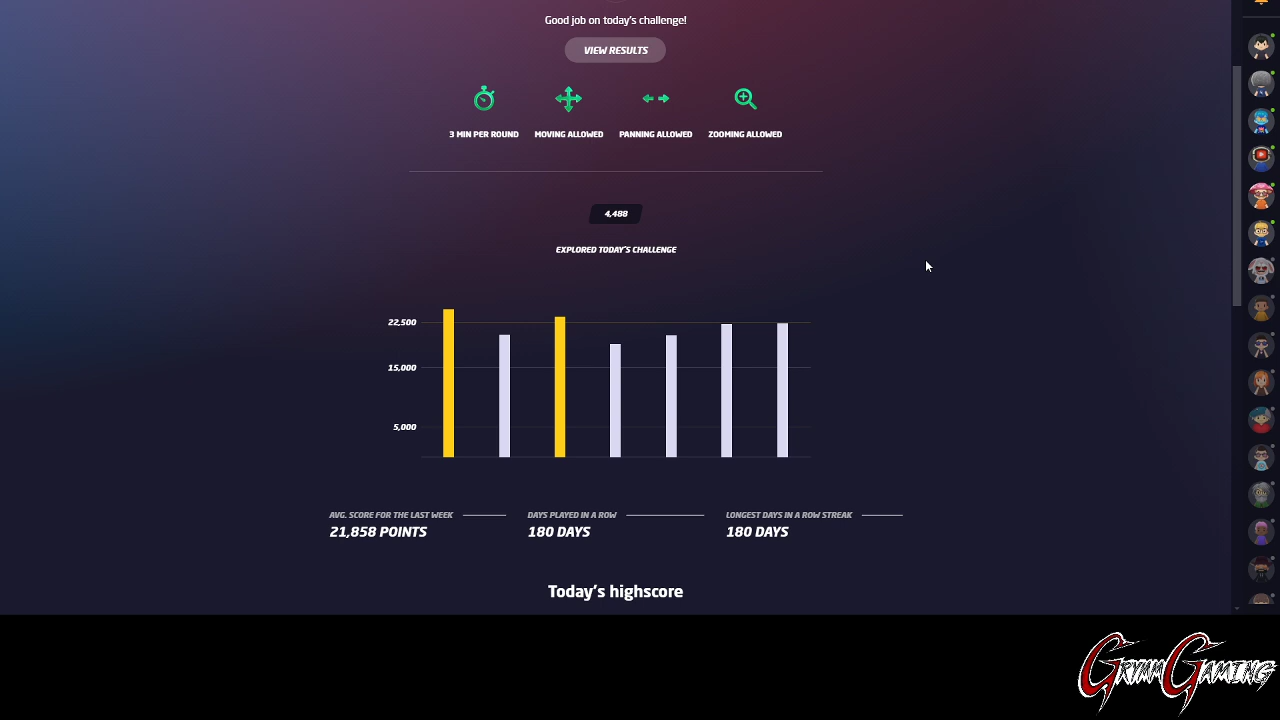 Good job on today's challenge!
VIEW RESULTS
3 MIN PER ROUND
MOVING ALLOWED
PANNING ALLOWED
ZOOMING ALLOWED
4,488
EXPLORED TODAY'S CHALLENGE
22,500
15,000
5,000
AVG. SCORE FOR THE LAST WEEK
21,858 POINTS
DAYS PLAYED IN A ROW
180 DAYS
LONGEST DAYS IN A ROW STREAK
180 DAYS
Today's highscore
GRIMM GAMING